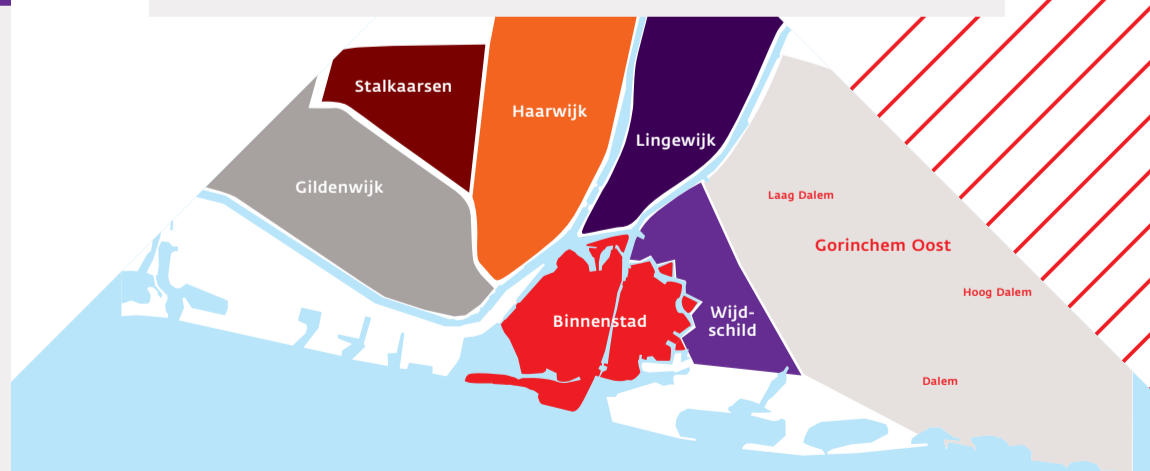 Stalkaarsen
Haarwijk
Lingewijk
Gildenwijk
Laag Dalem
Gorinchem Oost
Hoog Dalem
Binnenstad
Wijd-
schild
Dalem